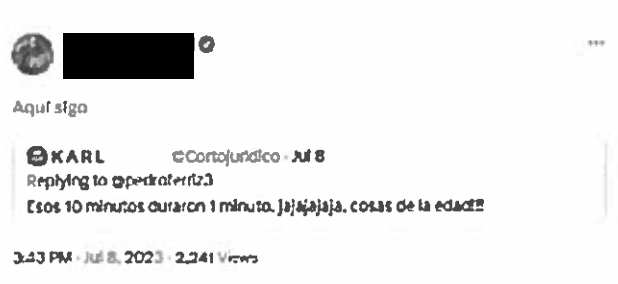 Aquí sigo
KARL @Cortojuridico · Jul 8
Replying to @pedroferriz3
Esos 10 minutos duraron 1 minuto. jajajajaja, cosas de la edad!!!
3:43 PM · Jul 8, 2023 · 2,241 Views